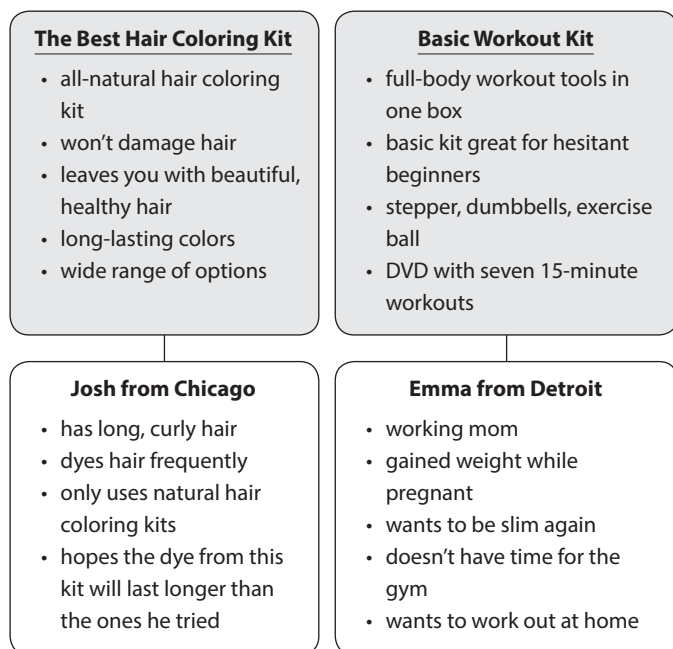 The Best Hair Coloring Kit
• all-natural hair coloring
kit
• won't damage hair
• leaves you with beautiful,
healthy hair
• long-lasting colors
• wide range of options
Basic Workout Kit
• full-body workout tools in
one box
• basic kit great for hesitant
beginners
• stepper, dumbbells, exercise
ball
• DVD with seven 15-minute
workouts
Josh from Chicago
• has long, curly hair
• dyes hair frequently
• only uses natural hair
coloring kits
• hopes the dye from this
kit will last longer than
the ones he tried
Emma from Detroit
• working mom
• gained weight while
pregnant
• wants to be slim again
• doesn't have time for the
gym
• wants to work out at home